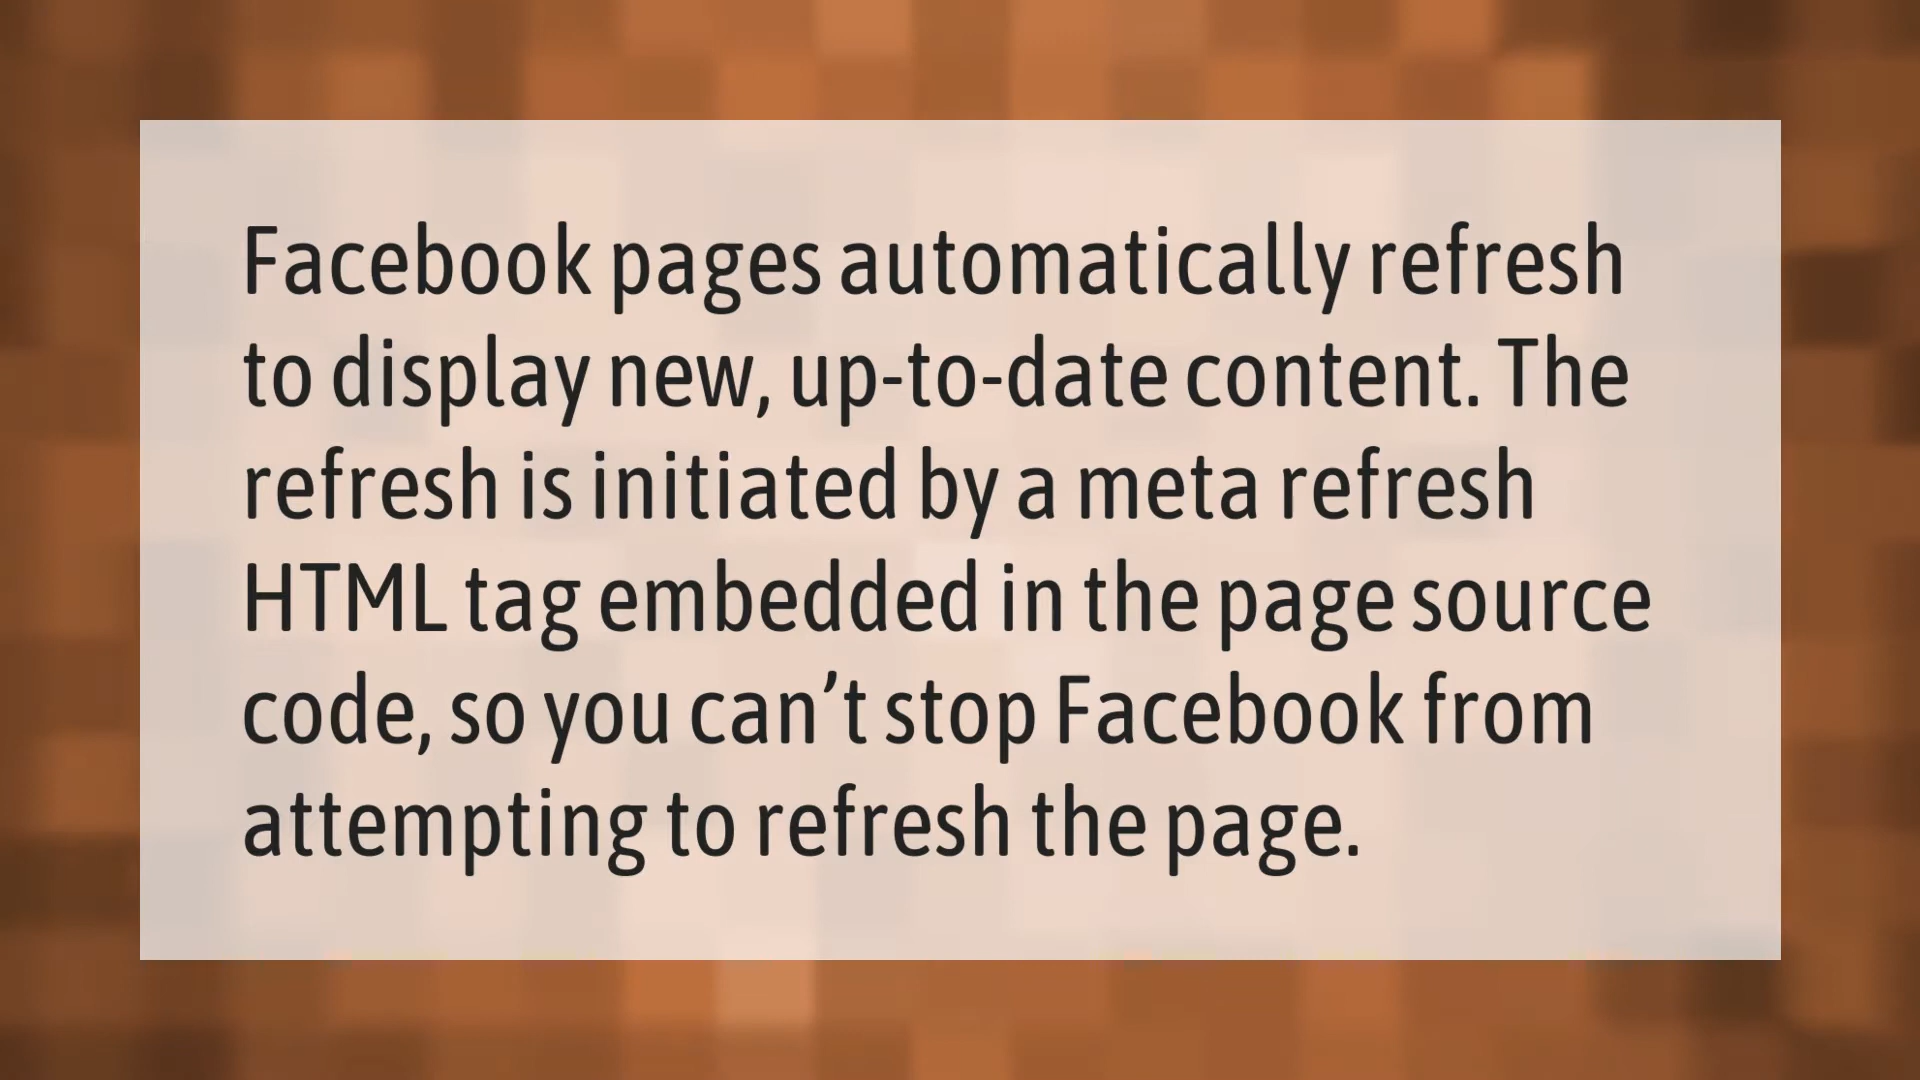 Facebook pages automatically refresh
to display new, up-to-date content. The
refresh is initiated by a meta refresh
HTML tag embedded in the page source
code, so you can’t stop Facebook from
attempting to refresh the page.